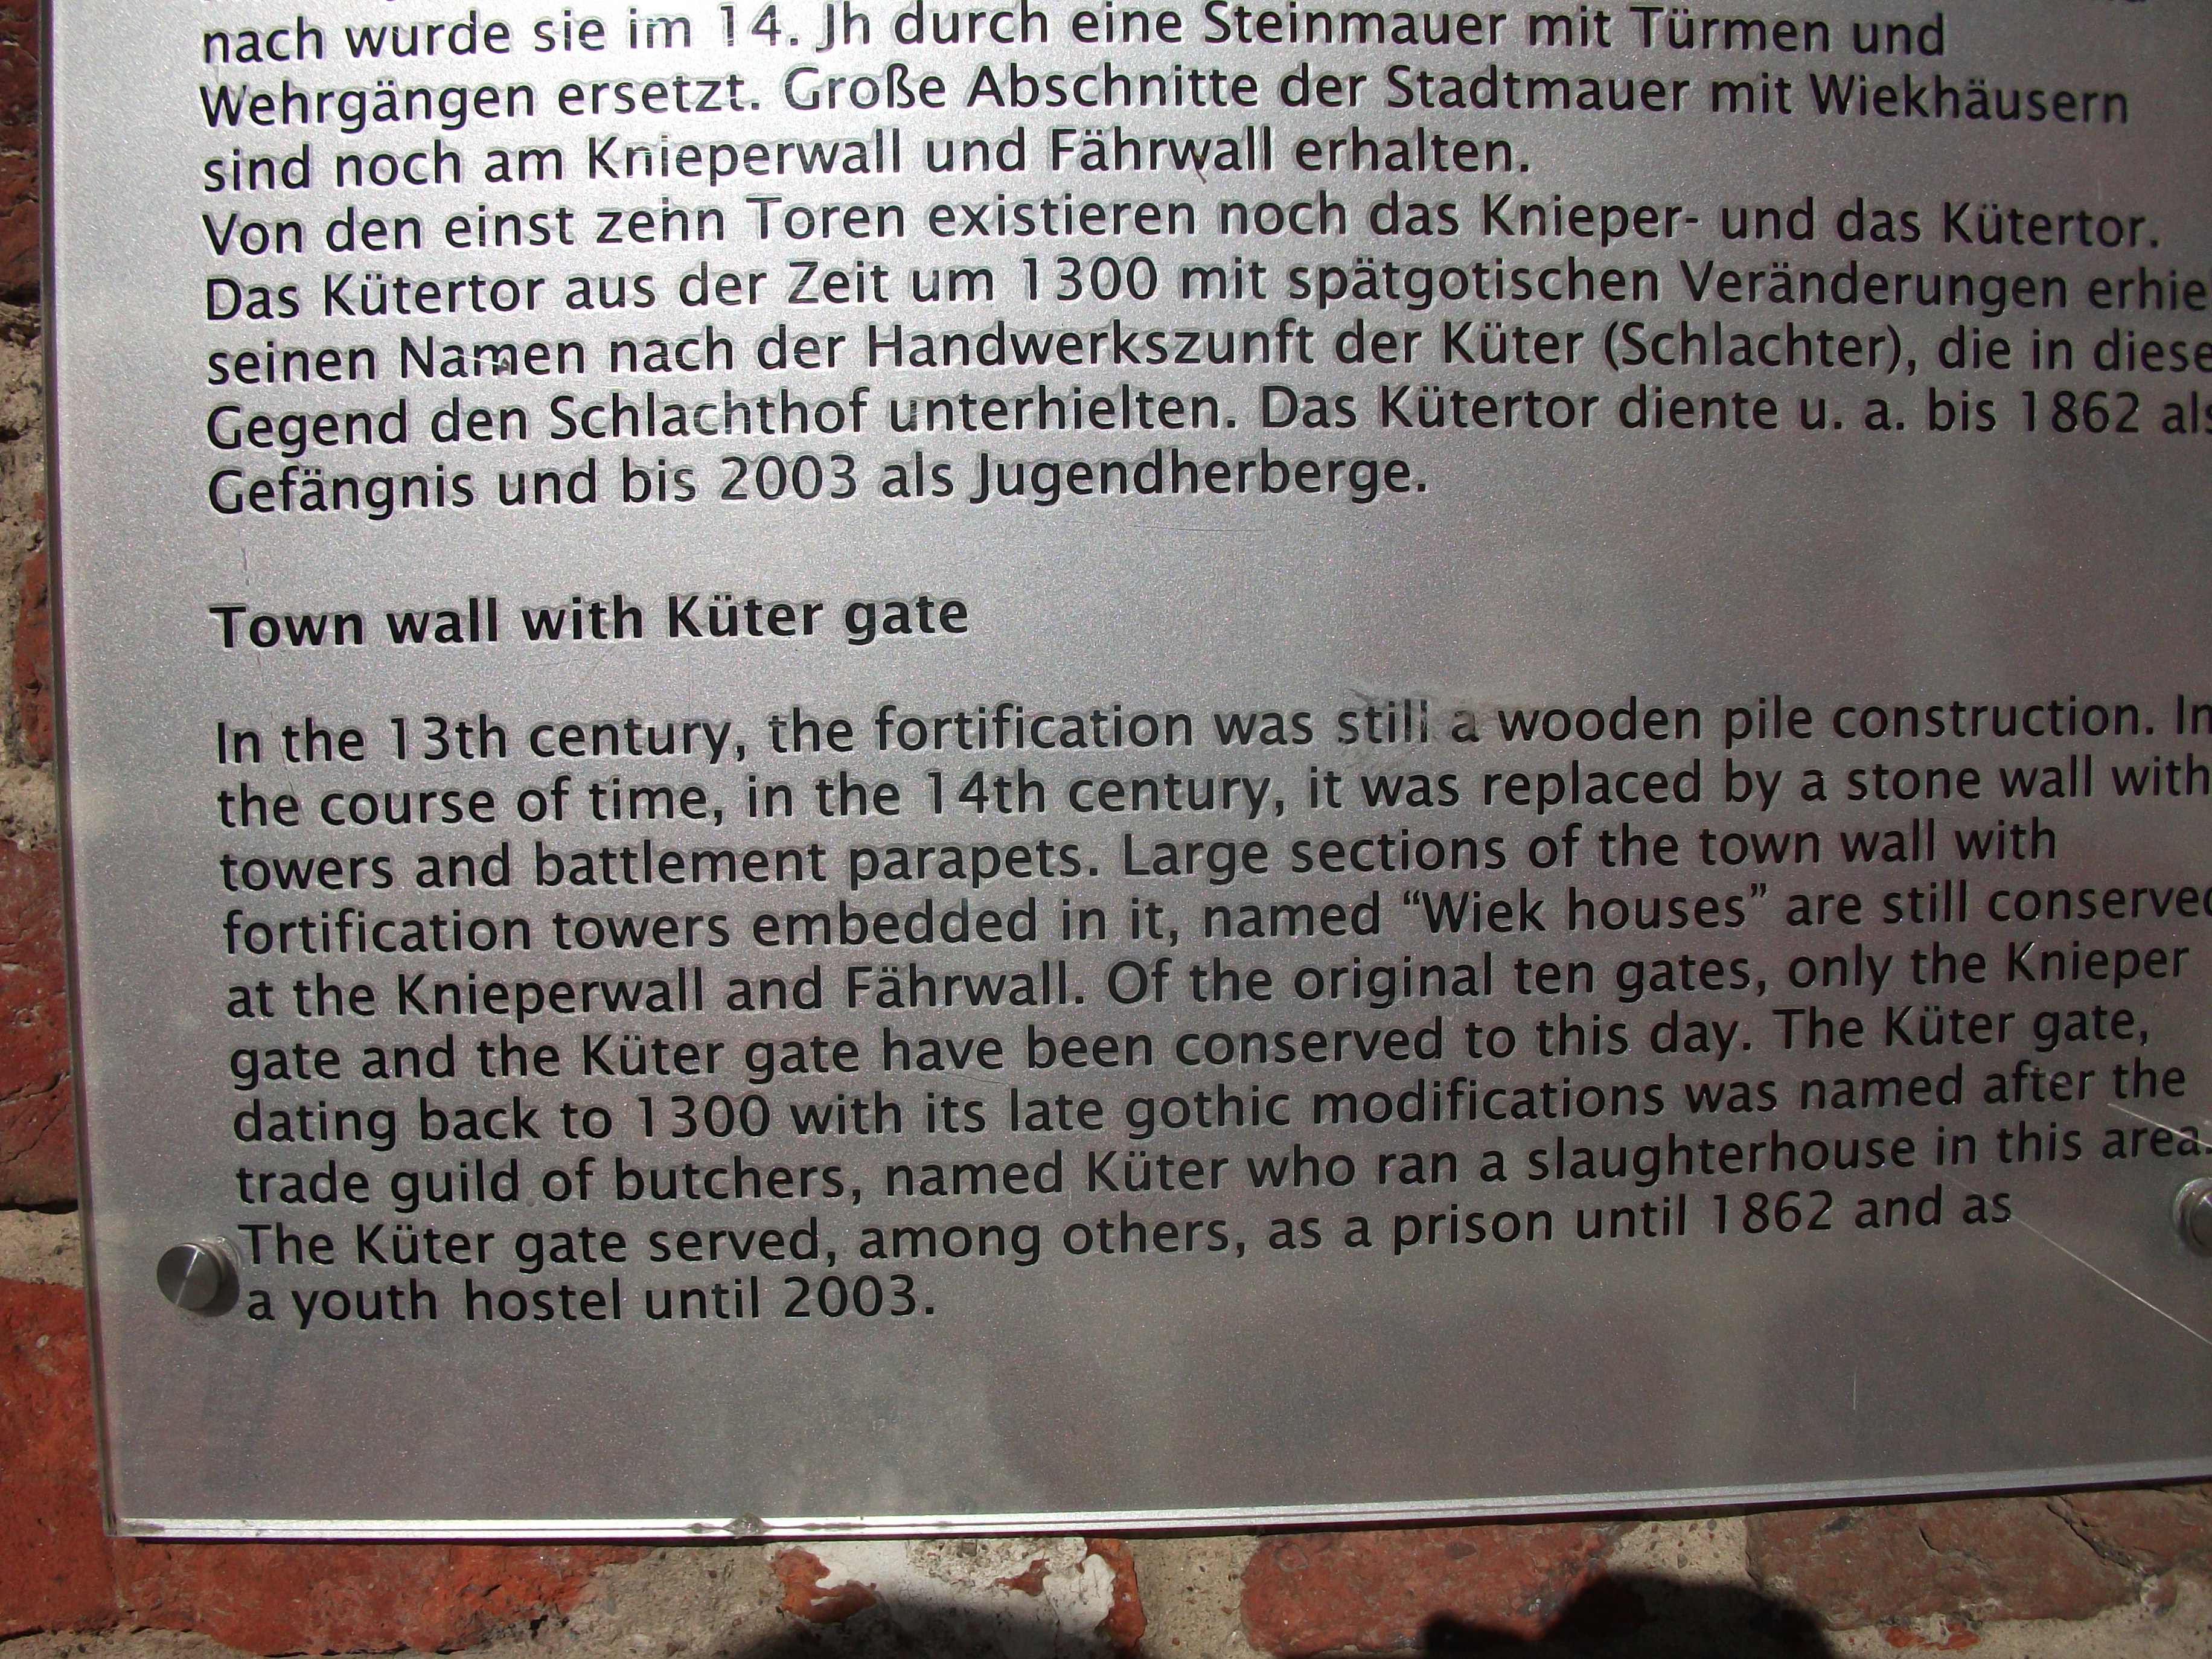 nach wurde sie im 14. Jh durch eine Steinmauer mit Türmen und
Wehrgängen ersetzt. Große Abschnitte der Stadtmauer mit Wiekhäusern
sind noch am Knieperwall und Fährwall erhalten.
Von den einst zehn Toren existieren noch das Knieper- und das Kütertor.
Das Kütertor aus der Zeit um 1300 mit spätgotischen Veränderungen erhie
seinen Namen nach der Handwerkszunft der Küter (Schlachter), die in diese
Gegend den Schlachthof unterhielten. Das Kütertor diente u. a. bis 1862 als
Gefängnis und bis 2003 als Jugendherberge.
Town wall with Küter gate
In the 13th century, the fortification was still a wooden pile construction. In
the course of time, in the 14th century, it was replaced by a stone wall with
towers and battlement parapets. Large sections of the town wall with
fortification towers embedded in it, named “Wiek houses” are still conserved
at the Knieperwall and Fährwall. Of the original ten gates, only the Knieper
gate and the Küter gate have been conserved to this day. The Küter gate,
dating back to 1300 with its late gothic modifications was named after the
trade guild of butchers, named Küter who ran a slaughterhouse in this area.
The Küter gate served, among others, as a prison until 1862 and as
a youth hostel until 2003.